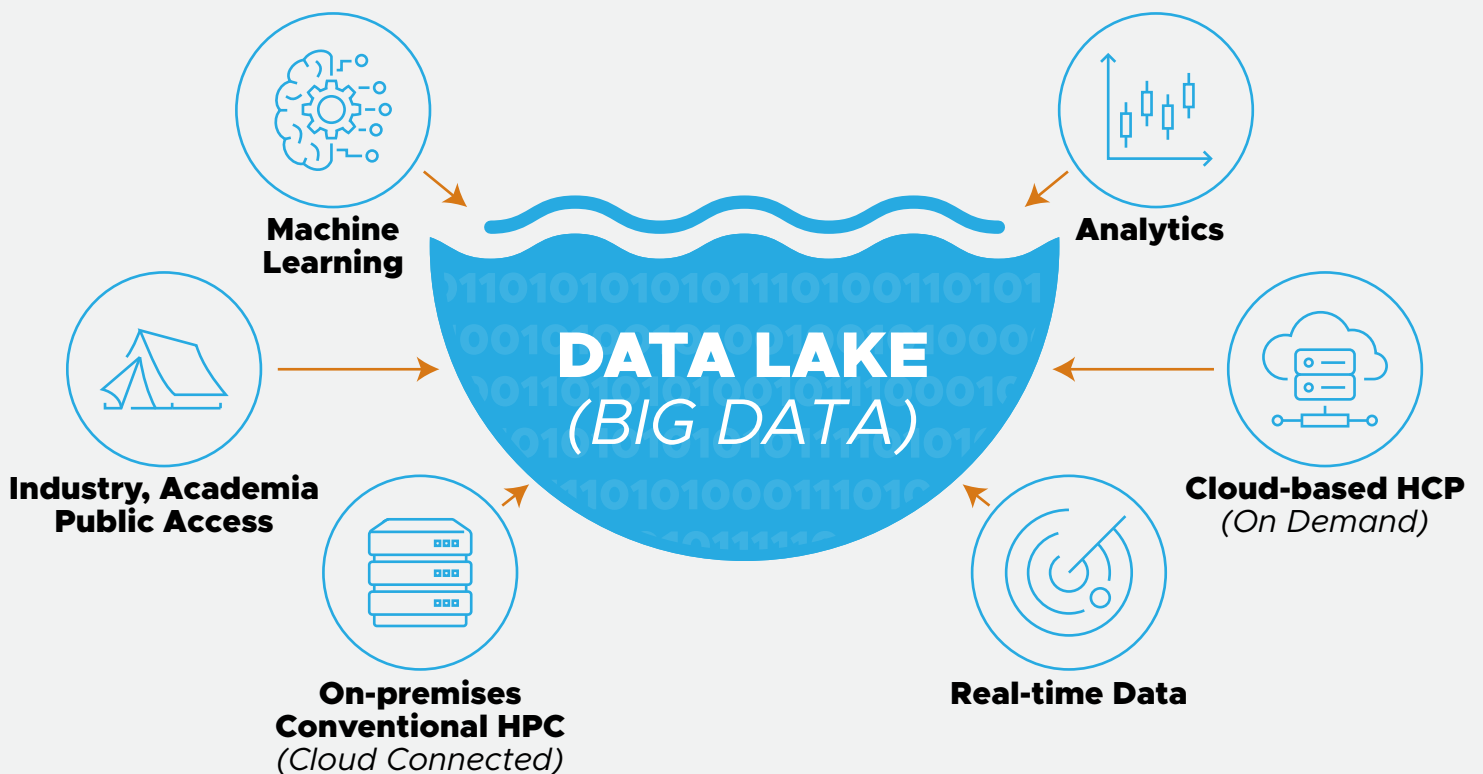 Machine
Learning
Analytics
DATA LAKE
(BIG DATA)
Industry, Academia
Public Access
Cloud-based HCP
(On Demand)
On-premises
Conventional HPC
(Cloud Connected)
Real-time Data